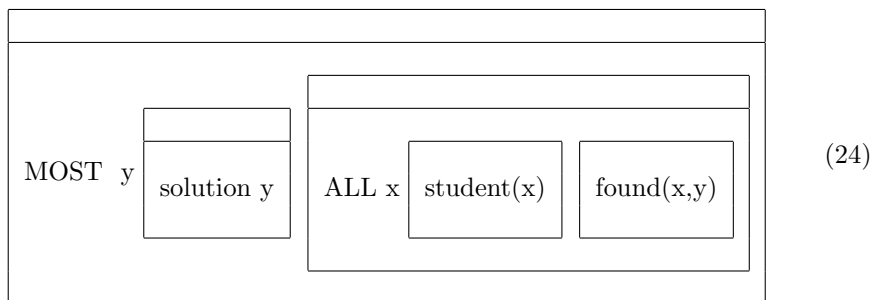 (24)
MOST y solution y ALL x student(x) found(x,y)